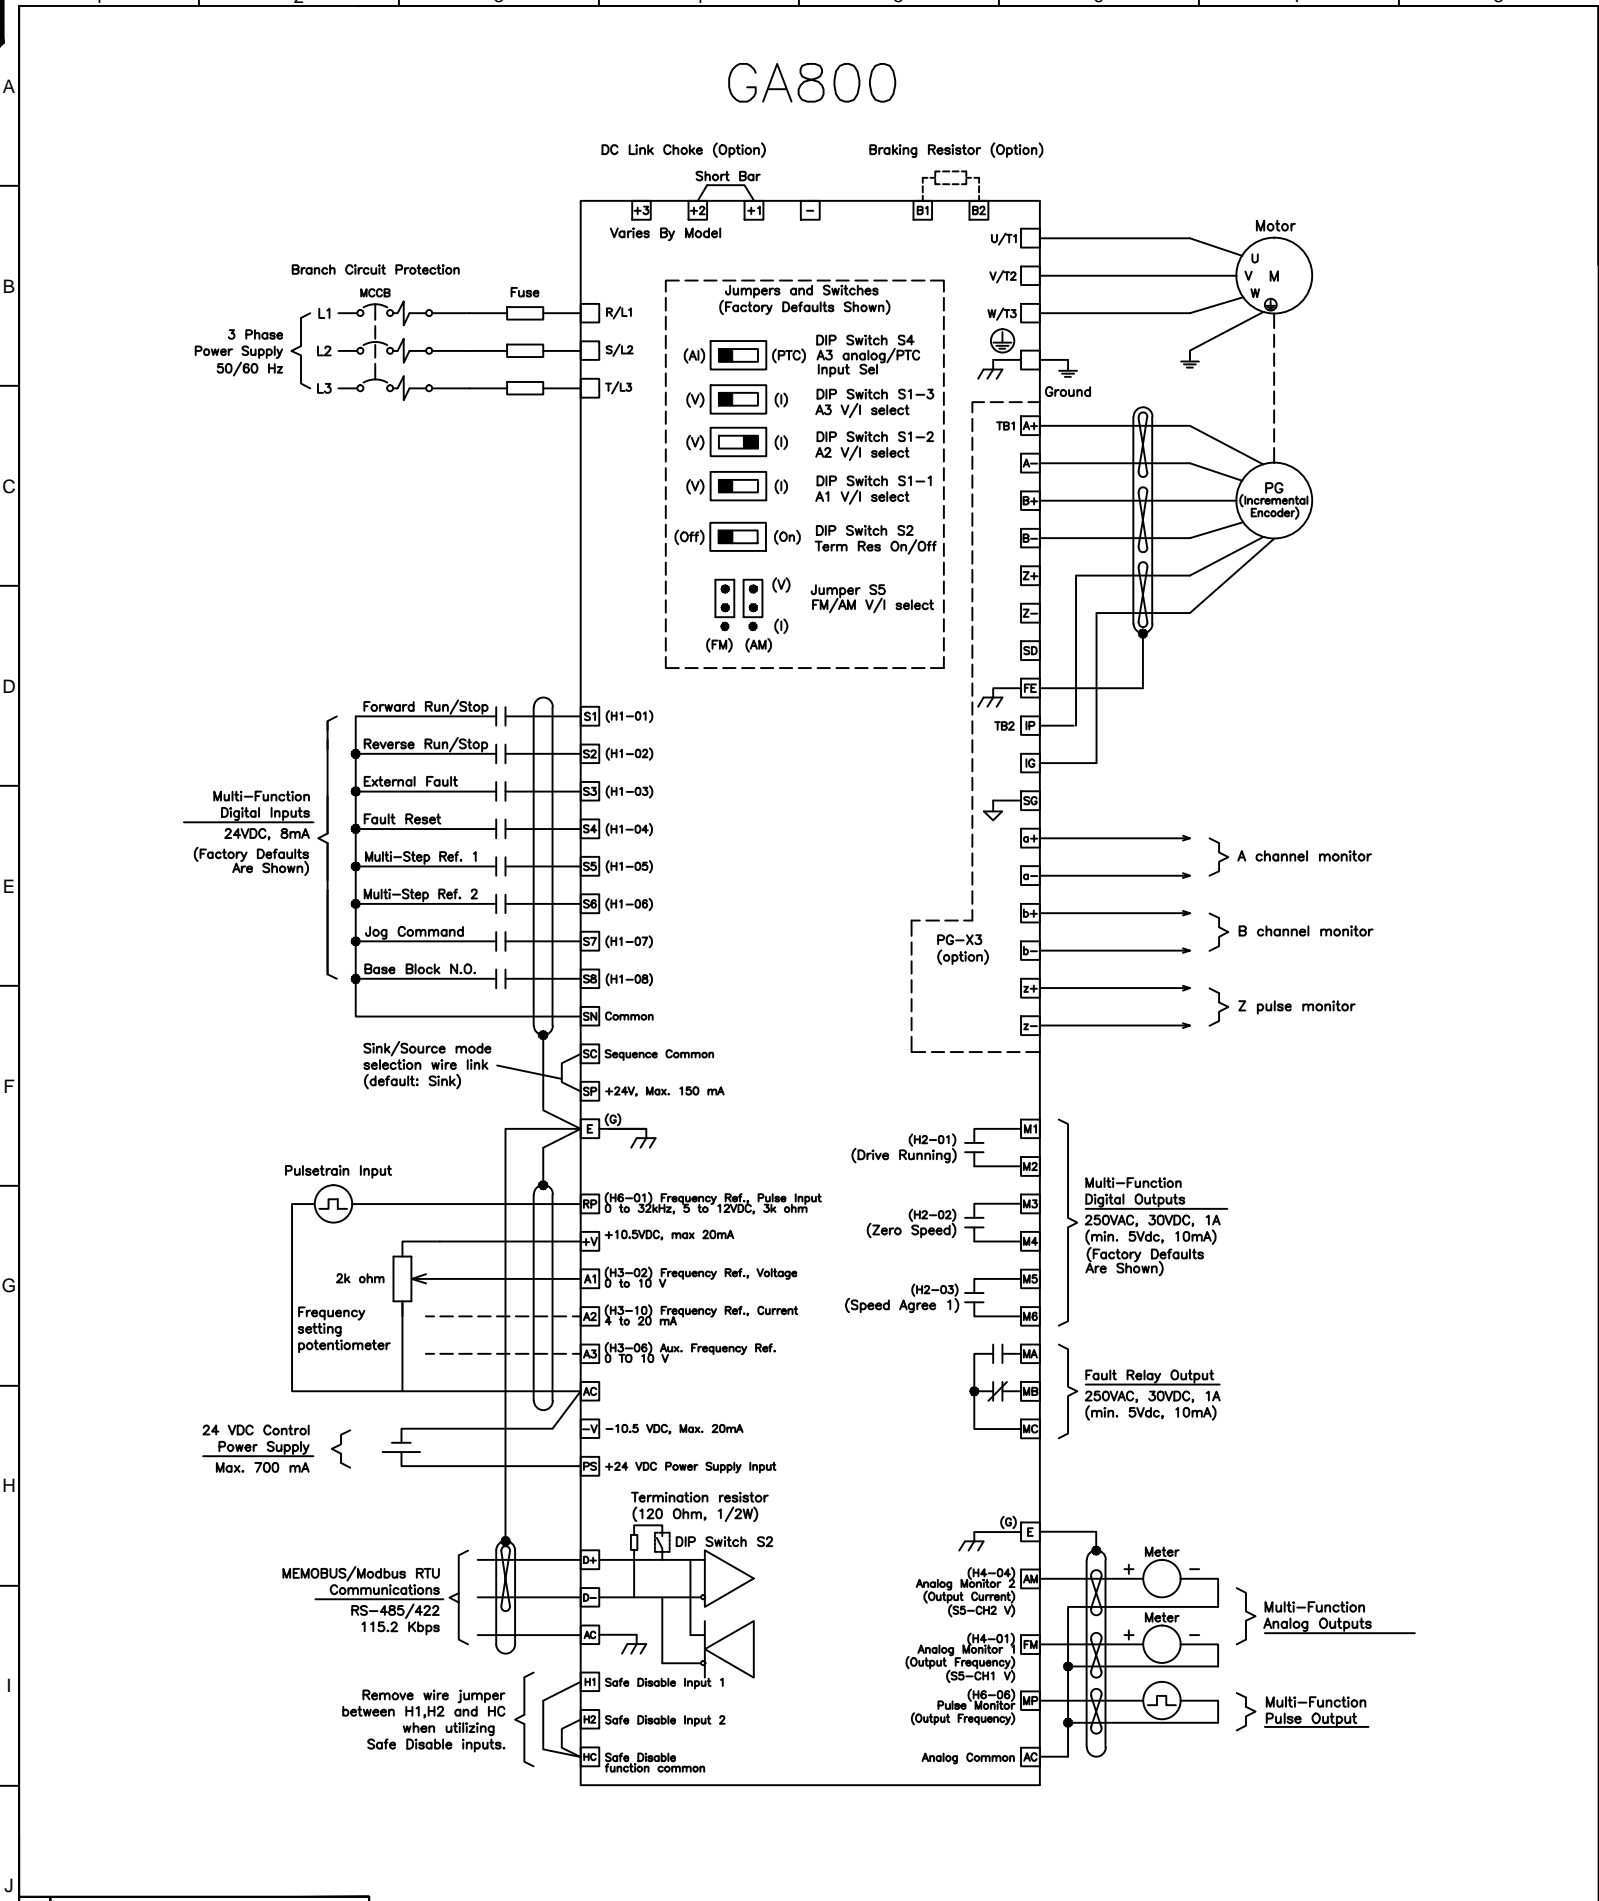 2
A
B
C
D
E
F
G
H
I
J
GA800
DC Link Choke (Option)
Short Bar
Braking Resistor (Option)
+3
+2
+1
-
B1
B2
Varies By Model
Branch Circuit Protection
MCCB
Fuse
3 Phase
Power Supply
50/60 Hz
L1
L2
L3
R/L1
S/L2
T/L3
Jumpers and Switches
(Factory Defaults Shown)
(AI)
(PTC)
DIP Switch S4
A3 analog/PTC
Input Sel
(V)
(I)
DIP Switch S1-3
A3 V/I select
(V)
(I)
DIP Switch S1-2
A2 V/I select
(V)
(I)
DIP Switch S1-1
A1 V/I select
(Off)
(On)
DIP Switch S2
Term Res On/Off
(V)
(I)
Jumper S5
FM/AM V/I select
(FM) (AM)
U/T1
V/T2
W/T3
Motor
U
V M
W
Ground
TB1
A+
A-
B+
B-
Z+
Z-
SD
FE
TB2
IP
IG
SG
a+
a-
b+
b-
z+
z-
PG
(Incremental
Encoder)
A channel monitor
B channel monitor
Z pulse monitor
PG-X3
(option)
Multi-Function
Digital Inputs
24VDC, 8mA
(Factory Defaults
Are Shown)
Forward Run/Stop
S1 (H1-01)
Reverse Run/Stop
S2 (H1-02)
External Fault
S3 (H1-03)
Fault Reset
S4 (H1-04)
Multi-Step Ref. 1
S5 (H1-05)
Multi-Step Ref. 2
S6 (H1-06)
Jog Command
S7 (H1-07)
Base Block N.O.
S8 (H1-08)
SN Common
Sink/Source mode
selection wire link
(default: Sink)
SC Sequence Common
SP +24V, Max. 150 mA
E (G)
Pulsetrain Input
RP (H6-01) Frequency Ref., Pulse Input
0 to 32kHz, 5 to 12VDC, 3k ohm
+V +10.5VDC, max 20mA
2k ohm
A1 (H3-02) Frequency Ref., Voltage
0 to 10 V
Frequency
setting
potentiometer
A2 (H3-10) Frequency Ref., Current
4 to 20 mA
A3 (H3-06) Aux. Frequency Ref.
0 TO 10 V
AC
24 VDC Control
Power Supply
Max. 700 mA
-V -10.5 VDC, Max. 20mA
PS +24 VDC Power Supply Input
Termination resistor
(120 Ohm, 1/2W)
DIP Switch S2
MEMOBUS/Modbus RTU
Communications
RS-485/422
115.2 Kbps
D+
D-
AC
Remove wire jumper
between H1,H2 and HC
when utilizing
Safe Disable inputs.
H1 Safe Disable Input 1
H2 Safe Disable Input 2
HC Safe Disable
function common
(H2-01)
(Drive Running)
M1
M2
(H2-02)
(Zero Speed)
M3
M4
(H2-03)
(Speed Agree 1)
M5
M6
Multi-Function
Digital Outputs
250VAC, 30VDC, 1A
(min. 5Vdc, 10mA)
(Factory Defaults
Are Shown)
MA
MB
MC
Fault Relay Output
250VAC, 30VDC, 1A
(min. 5Vdc, 10mA)
(G) E
(H4-04)
Analog Monitor 2
(Output Current)
(S5-CH2 V)
AM
+ Meter -
(H4-01)
Analog Monitor 1
(Output Frequency)
(S5-CH1 V)
FM
+ Meter -
Multi-Function
Analog Outputs
(H6-06)
Pulse Monitor
(Output Frequency)
MP
Multi-Function
Pulse Output
Analog Common AC